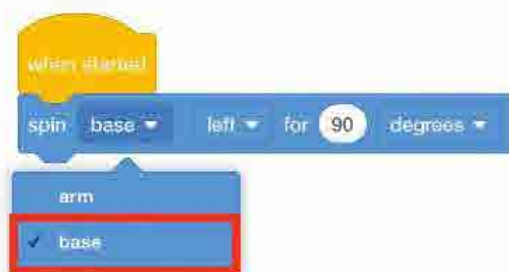 when started
spin base left for 90 degrees
arm
✓ base